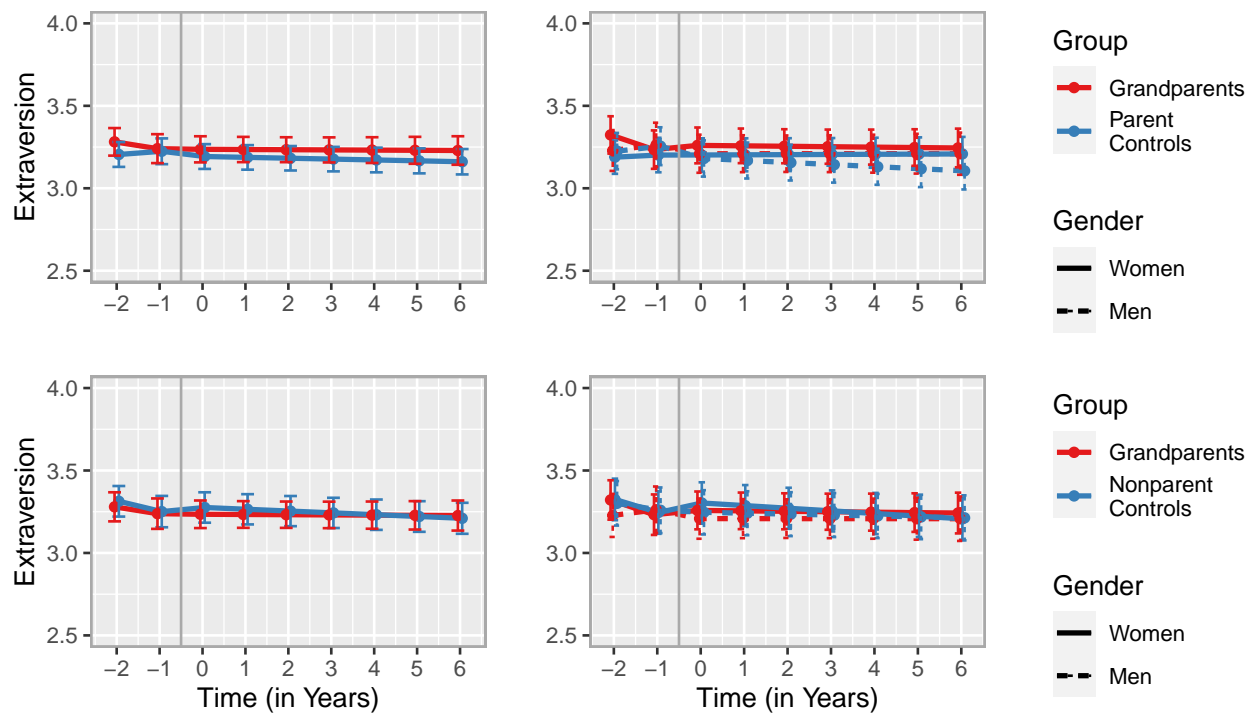 4.0
3.5
3.0
2.5
Extraversion
−2 −1 0 1 2 3 4 5 6
4.0
3.5
3.0
2.5
−2 −1 0 1 2 3 4 5 6
Group
Grandparents
Parent
Controls
Gender
Women
Men
4.0
3.5
3.0
2.5
Extraversion
−2 −1 0 1 2 3 4 5 6
Time (in Years)
4.0
3.5
3.0
2.5
−2 −1 0 1 2 3 4 5 6
Time (in Years)
Group
Grandparents
Nonparent
Controls
Gender
Women
Men